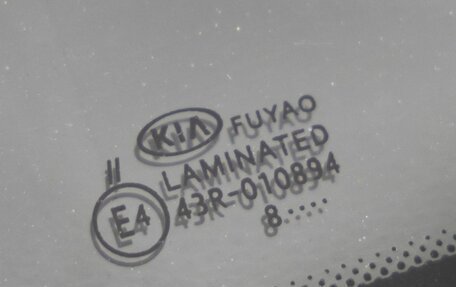 KIA FUYAO
LAMINATED
II
E4 43R-010894
8.....